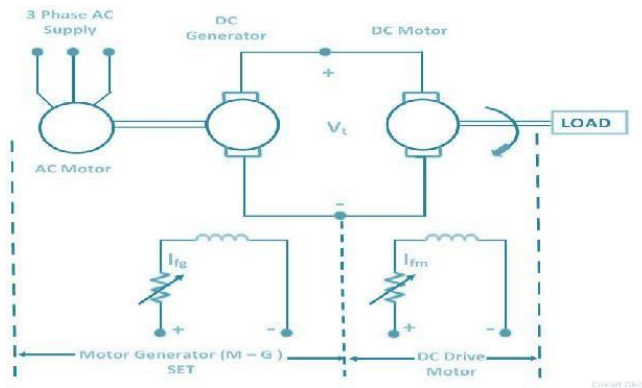 3 Phase AC
Supply
DC
Generator
DC Motor
+
Vt
LOAD
AC Motor
-
Ifg
Ifm
+
-
+
-
Motor Generator (M – G )
SET
DC Drive
Motor